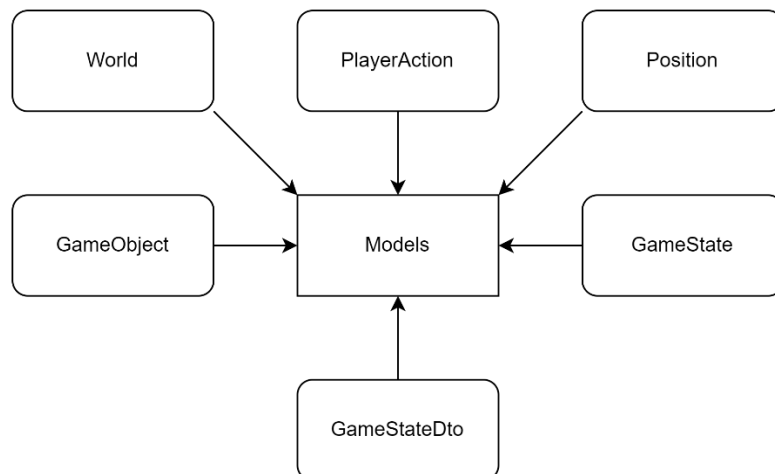 World
PlayerAction
Position
GameObject
Models
GameState
GameStateDto